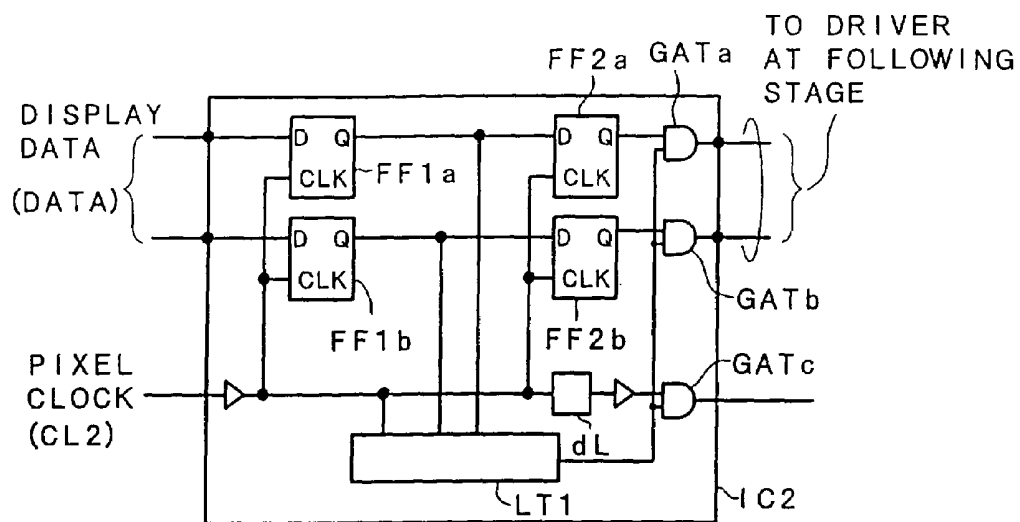 TO DRIVER
AT FOLLOWING
STAGE
GATa
FF2a
DISPLAY
DATA
(DATA)
D Q
CLK
FF1a
D Q
CLK
D Q
CLK
FF1b
D Q
CLK
FF2b
GATb
GATc
PIXEL
CLOCK
(CL2)
dL
LT1
IC2